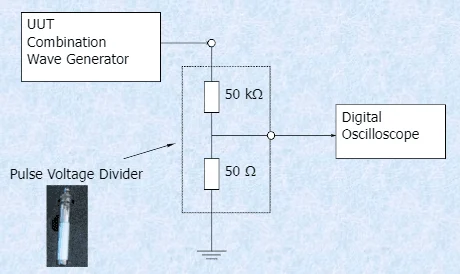 UUT
Combination
Wave Generator
50 kΩ
Digital
Oscilloscope
50 Ω
Pulse Voltage Divider